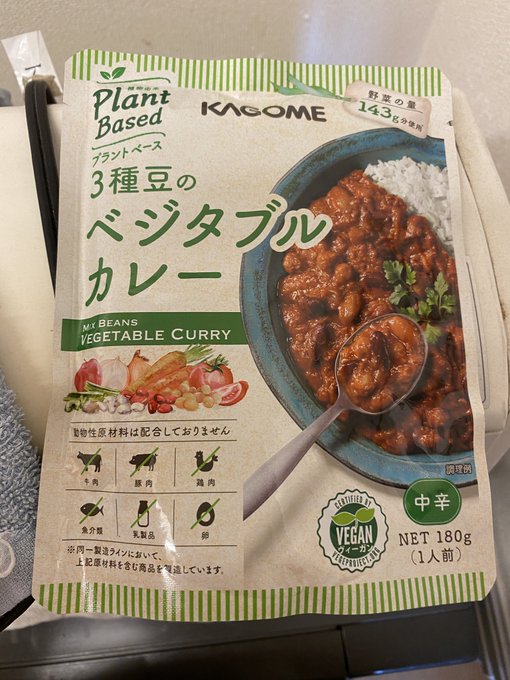 植物由来
Plant
Based
プラントベース
KAGOME
野菜の量
143g分使用
3種豆の
ベジタブル
カレー
MIX BEANS
VEGETABLE CURRY
動物性原材料は配合しておりません
牛肉
豚肉
鶏肉
魚介類
乳製品
卵
※同一製造ラインにおいて、
上記原材料を含む商品を製造しています。
調理例
中辛
CERTIFIED BY
VEGAN
ヴィーガン
VEGEPROJECT.ORG
NET 180g
(1人前)